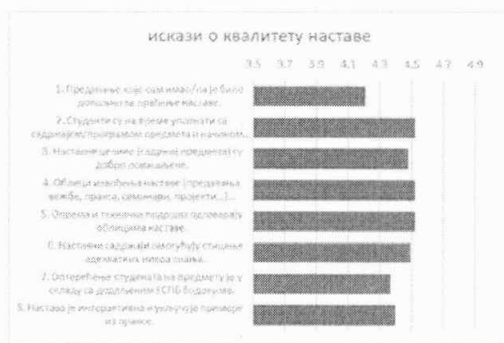 искази о квалитету наставе
3.5 3.7 3.9 4.1 4.3 4.5 4.7 4.9
1. Предзнање које сам имао/ла је било
довољно за праћење наставе.
2. Студенти су на време упознати са
садржајем/програмом предмета и начином...
3. Наставне целине (садржај предмета) су
добро осмишљене.
4. Облици извођења наставе (предавања,
вежбе, пракса, семинари, пројекти...)...
5. Опрема и техничка подршка одговарају
облицима наставе.
6. Наставни садржаји омогућују стицање
адекватних нивоа знања.
7. Оптерећење студената на предмету је у
складу са додељеним ЕСПБ бодовима.
8. Настава је интерактивна и укључује примере
из праксе.